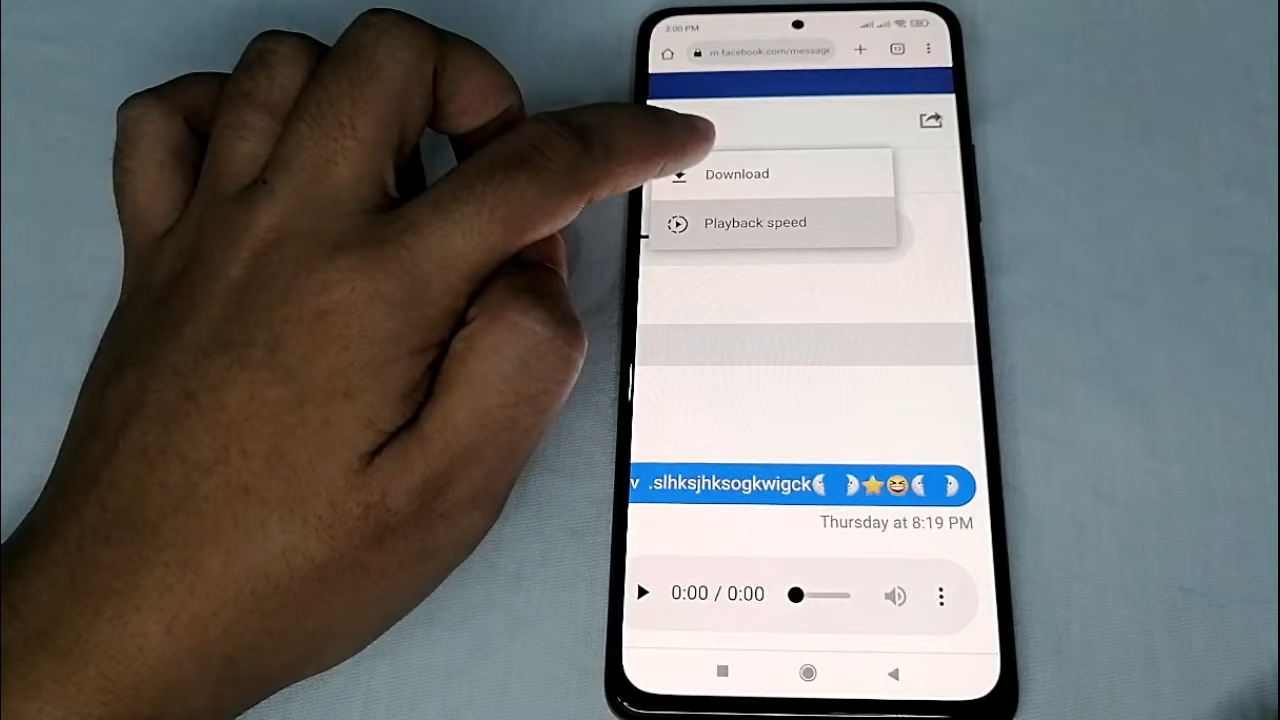 3:00 PM
m.facebook.com/message
Download
Playback speed
v .slhksjhksogkwigck🌜 🌛⭐😆🌜 🌛
Thursday at 8:19 PM
0:00 / 0:00